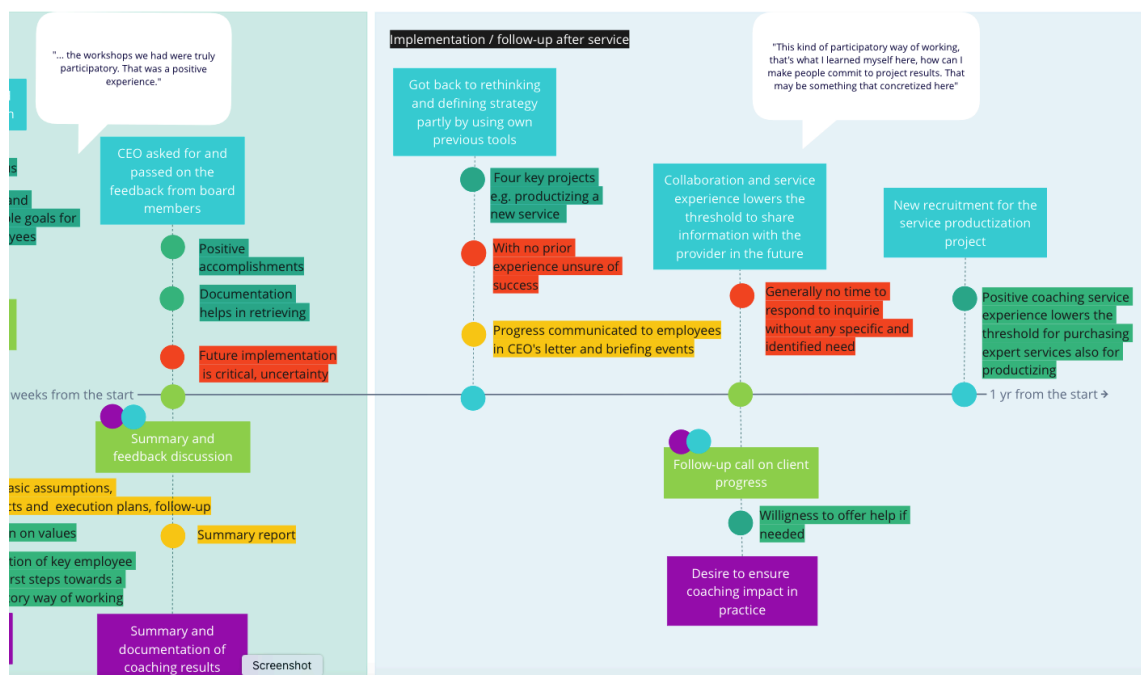 "... the workshops we had were truly
participatory. That was a positive
experience."
CEO asked for and
passed on the
feedback from board
members
and
goals for
Positive
accomplishments
Documentation
helps in retrieving
Future implementation
is critical, uncertainty
weeks from the start
Summary and
feedback discussion
assumptions,
and execution plans, follow-up
on values
Summary report
of key employee
steps towards a
way of working
Summary and
documentation of
coaching results
Screenshot
Implementation / follow-up after service
Got back to rethinking
and defining strategy
partly by using own
previous tools
Four key projects
e.g. productizing a
new service
With no prior
experience unsure of
success
Progress communicated to employees
in CEO's letter and briefing events
"This kind of participatory way of working,
that's what I learned myself here, how can I
make people commit to project results. That
may be something that concretized here"
Collaboration and service
experience lowers the
threshold to share
information with the
provider in the future
Generally no time to
respond to inquirie
without any specific and
identified need
Follow-up call on client
progress
Willigness to offer help if
needed
Desire to ensure
coaching impact in
practice
New recruitment for the
service productization
project
Positive coaching service
experience lowers the
threshold for purchasing
expert services also for
productizing
1 yr from the start